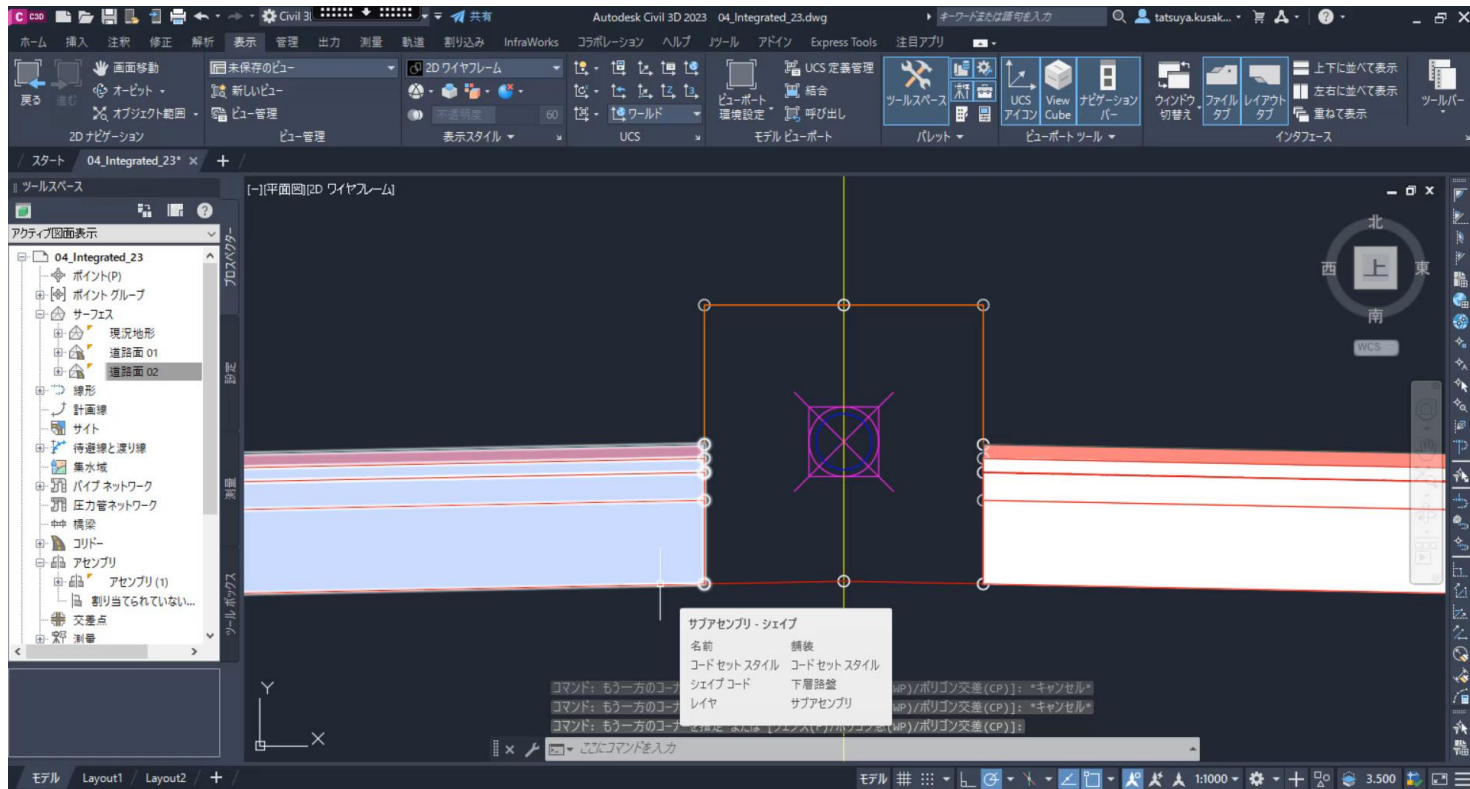 C3D Civil 3 共有 Autodesk Civil 3D 2023 04_Integrated_23.dwg キーワードまたは語句を入力 tatsuya.kusak...
ホーム 挿入 注釈 修正 解析 表示 管理 出力 測量 軌道 割り込み InfraWorks コラボレーション ヘルプ Jツール アドイン Express Tools 注目アプリ
画面移動 未保存のビュー 2D ワイヤフレーム UCS 定義管理 上下に並べて表示
戻る 進む オービット 新しいビュー 結合 左右に並べて表示
オブジェクト範囲 ビュー管理 不透明度 60 ワールド ビューポート 環境設定 呼び出し ツールスペース UCS アイコン View Cube ナビゲーション バー ウィンドウ 切替え ファイル タブ レイアウト タブ 重ねて表示 ツールバー
2D ナビゲーション ビュー管理 表示スタイル UCS モデル ビューポート パレット ビューポート ツール インタフェース
スタート 04_Integrated_23*
ツールスペース
[-][平面図][2D ワイヤフレーム]
アクティブ図面表示
プロスペクター
設定
測量
ツール ボックス
04_Integrated_23
ポイント(P)
ポイント グループ
サーフェス
現況地形
道路面 01
道路面 02
線形
計画線
サイト
待避線と渡り線
集水域
パイプ ネットワーク
圧力管ネットワーク
橋梁
コリドー
アセンブリ
アセンブリ (1)
割り当てられていない...
交差点
測量
北
西 上 東
南
WCS
サブアセンブリ - シェイプ
名前 舗装
コード セット スタイル コード セット スタイル
シェイプ コード 下層路盤
レイヤ サブアセンブリ
Y
X
コマンド: もう一方のコーナ WP)/ポリゴン交差(CP)]: *キャンセル*
コマンド: もう一方のコーナ WP)/ポリゴン交差(CP)]: *キャンセル*
コマンド: もう一方のコーナ (WP)/ポリゴン交差(CP)]:
ここにコマンドを入力
モデル Layout1 Layout2 モデル 1:1000 3.500